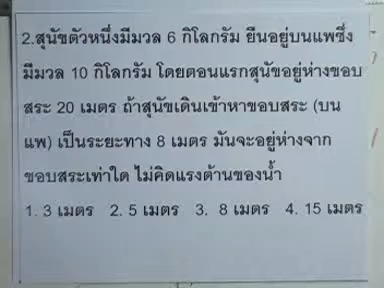 2.สุนัขตัวหนึ่งมีมวล 6 กิโลกรัม ยืนอยู่บนแพซึ่ง
มีมวล 10 กิโลกรัม โดยตอนแรกสุนัขอยู่ห่างขอบ
สระ 20 เมตร ถ้าสุนัขเดินเข้าหาขอบสระ (บน
แพ) เป็นระยะทาง 8 เมตร มันจะอยู่ห่างจาก
ขอบสระเท่าใด ไม่คิดแรงต้านของน้ำ
1. 3 เมตร 2. 5 เมตร 3. 8 เมตร 4. 15 เมตร